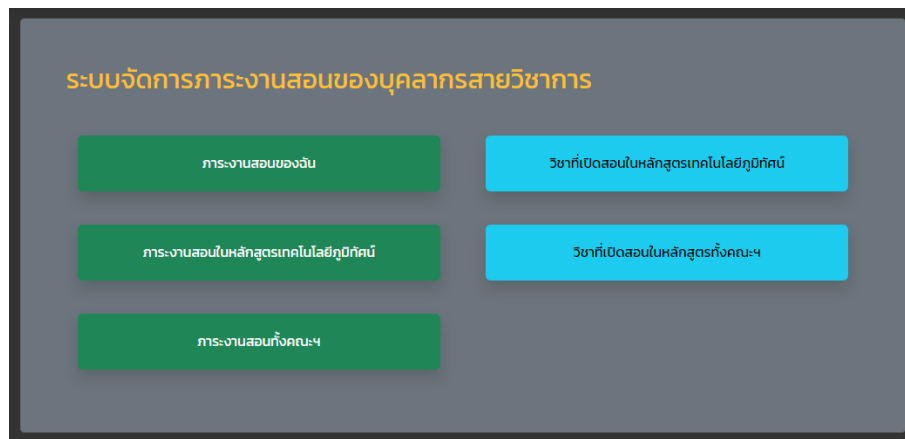 ระบบจัดการภาระงานสอนของบุคลากรสายวิชาการ
ภาระงานสอนของฉัน
วิชาที่เปิดสอนในหลักสูตรเทคโนโลยีภูมิทัศน์
ภาระงานสอนในหลักสูตรเทคโนโลยีภูมิทัศน์
วิชาที่เปิดสอนในหลักสูตรทั้งคณะฯ
ภาระงานสอนทั้งคณะฯ